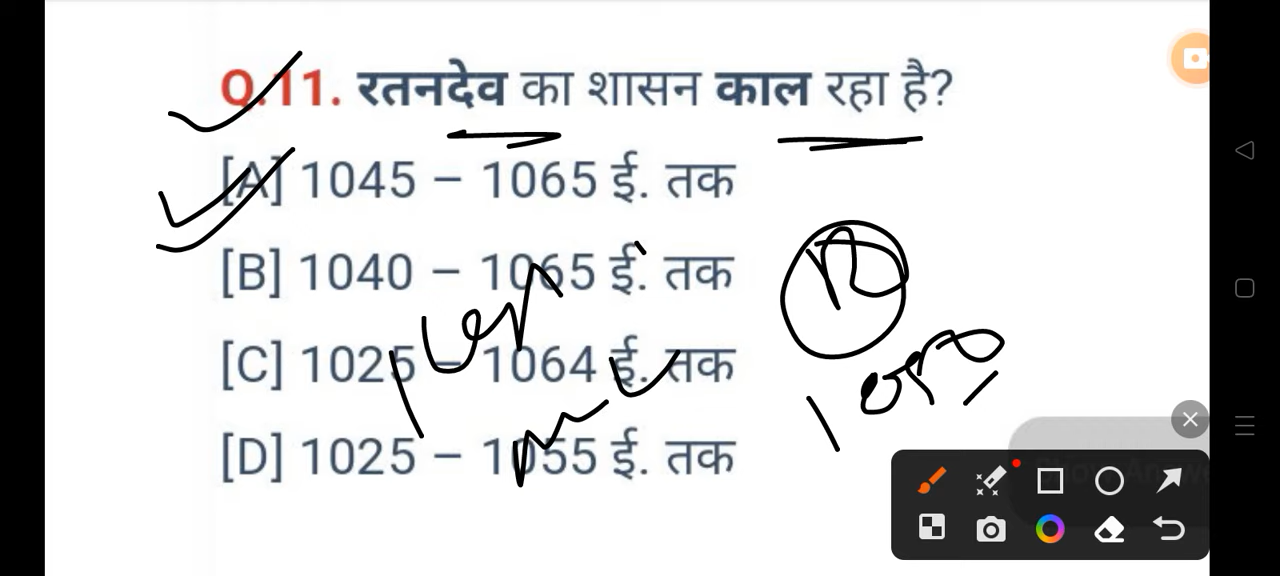 Q.11. रतनदेव का शासन काल रहा है?
[A] 1045 – 1065 ई. तक
[B] 1040 – 1065 ई. तक
[C] 1025 – 1064 ई. तक
[D] 1025 – 1055 ई. तक